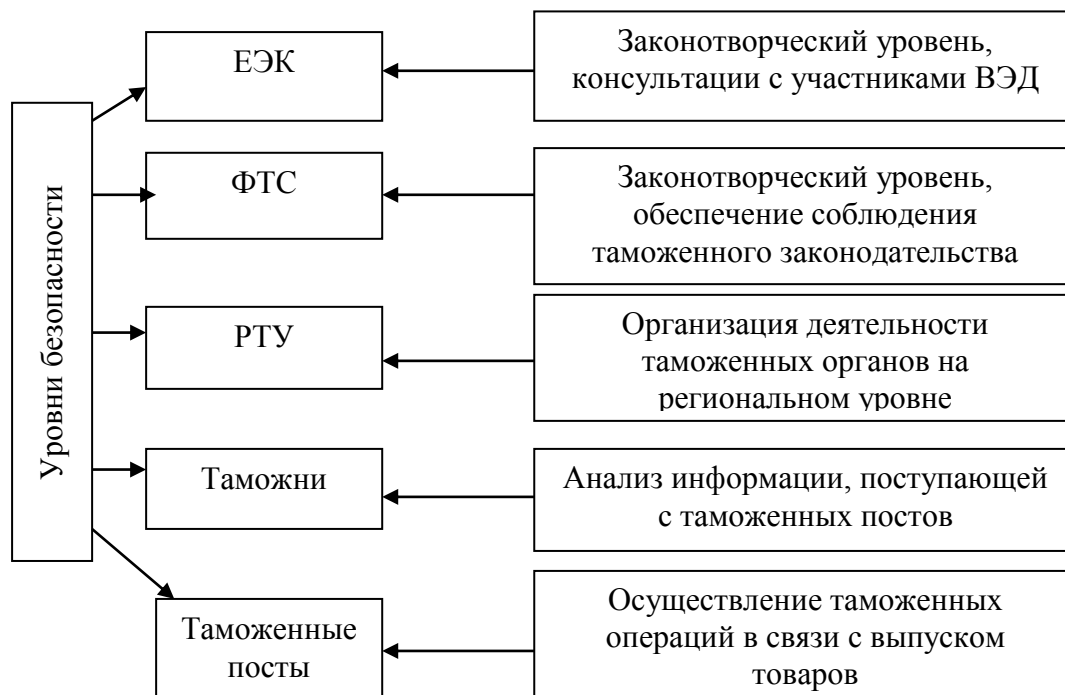 Уровни безопасности
ЕЭК
Законотворческий уровень,
консультации с участниками ВЭД
ФТС
Законотворческий уровень,
обеспечение соблюдения
таможенного законодательства
РТУ
Организация деятельности
таможенных органов на
региональном уровне
Таможни
Анализ информации, поступающей
с таможенных постов
Таможенные
посты
Осуществление таможенных
операций в связи с выпуском
товаров